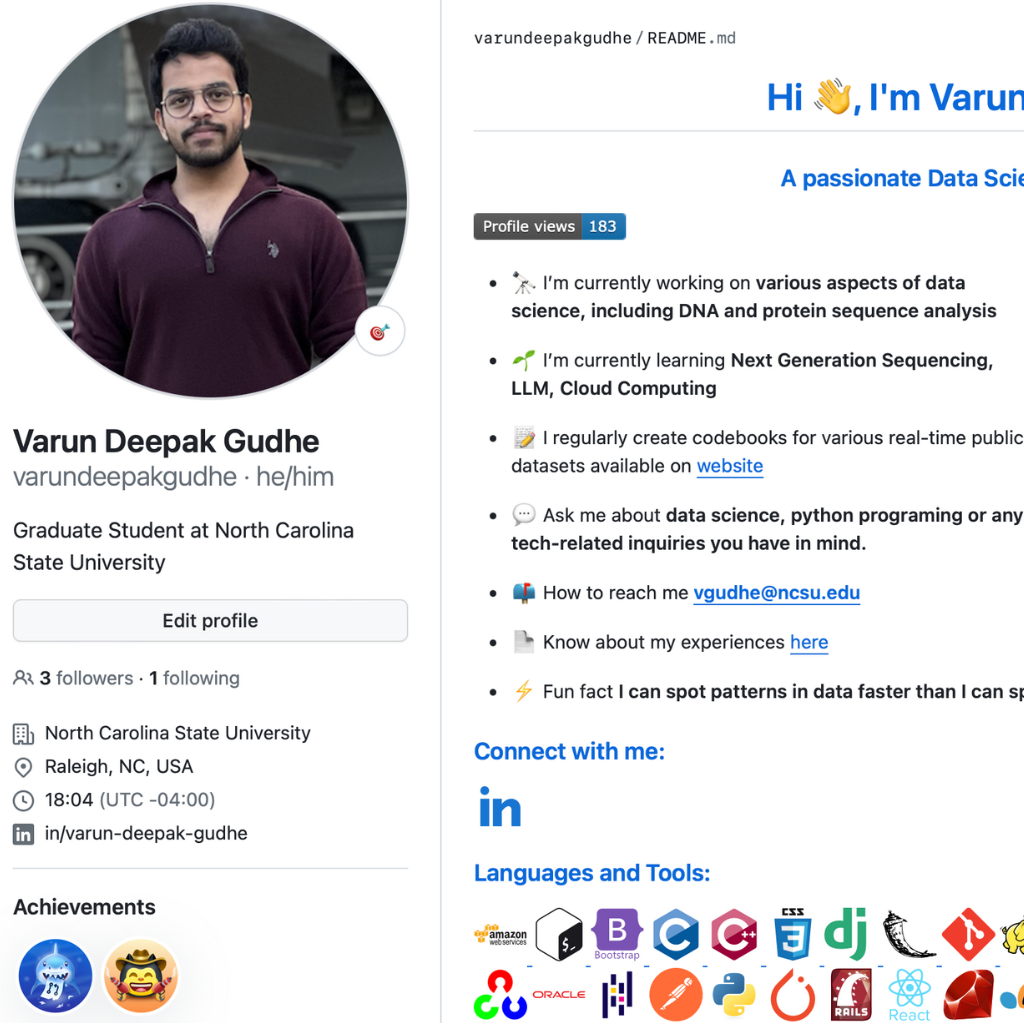 varundeepakgudhe / README.md
Hi 👋, I'm Varun
A passionate Data Scie
Profile views 183
🔭 I’m currently working on various aspects of data
science, including DNA and protein sequence analysis
🌱 I’m currently learning Next Generation Sequencing,
LLM, Cloud Computing
📝 I regularly create codebooks for various real-time public
datasets available on website
💬 Ask me about data science, python programing or any
tech-related inquiries you have in mind.
📫 How to reach me vgudhe@ncsu.edu
📄 Know about my experiences here
⚡ Fun fact I can spot patterns in data faster than I can sp
Connect with me:
in
Languages and Tools:
amazon
web services
$_
B
Bootstrap
C
C++
CSS
3
dj
ORACLE
RAILS
React
Varun Deepak Gudhe
varundeepakgudhe · he/him
Graduate Student at North Carolina
State University
Edit profile
3 followers · 1 following
North Carolina State University
Raleigh, NC, USA
18:04 (UTC -04:00)
in/varun-deepak-gudhe
Achievements